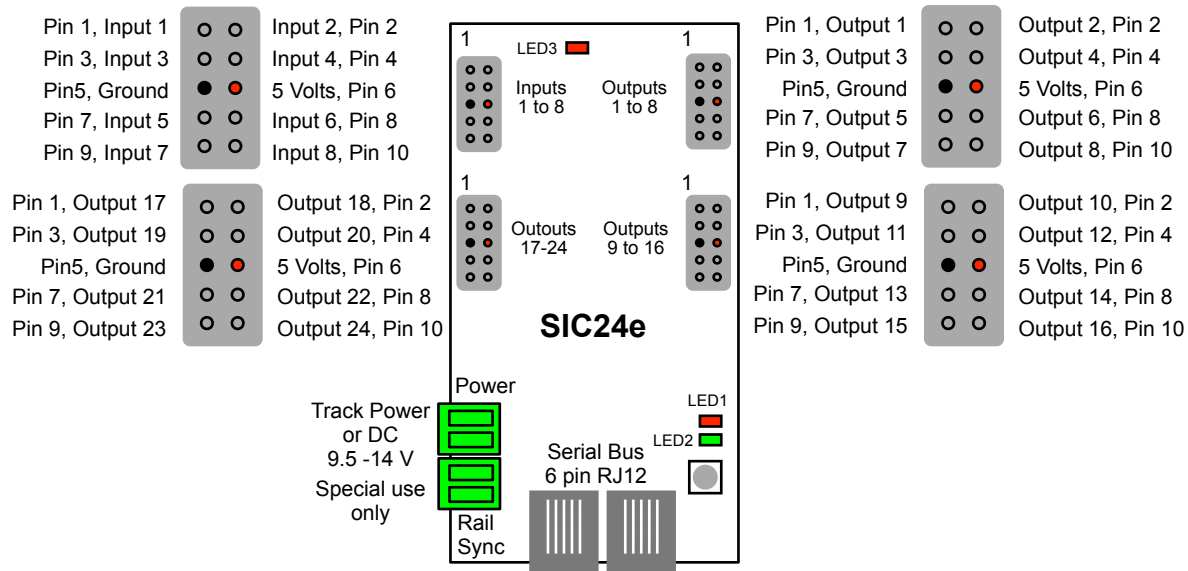 Pin 1, Input 1
Input 2, Pin 2
Pin 3, Input 3
Input 4, Pin 4
Pin5, Ground
5 Volts, Pin 6
Pin 7, Input 5
Input 6, Pin 8
Pin 9, Input 7
Input 8, Pin 10
Pin 1, Output 17
Output 18, Pin 2
Pin 3, Output 19
Output 20, Pin 4
Pin5, Ground
5 Volts, Pin 6
Pin 7, Output 21
Output 22, Pin 8
Pin 9, Output 23
Output 24, Pin 10
1
LED3
1
Inputs
1 to 8
Outputs
1 to 8
1
1
Outouts
17-24
Outputs
9 to 16
SIC24e
Power
Track Power
or DC
9.5 -14 V
Special use
only
Rail
Sync
Serial Bus
6 pin RJ12
LED1
LED2
Pin 1, Output 1
Output 2, Pin 2
Pin 3, Output 3
Output 4, Pin 4
Pin5, Ground
5 Volts, Pin 6
Pin 7, Output 5
Output 6, Pin 8
Pin 9, Output 7
Output 8, Pin 10
Pin 1, Output 9
Output 10, Pin 2
Pin 3, Output 11
Output 12, Pin 4
Pin5, Ground
5 Volts, Pin 6
Pin 7, Output 13
Output 14, Pin 8
Pin 9, Output 15
Output 16, Pin 10